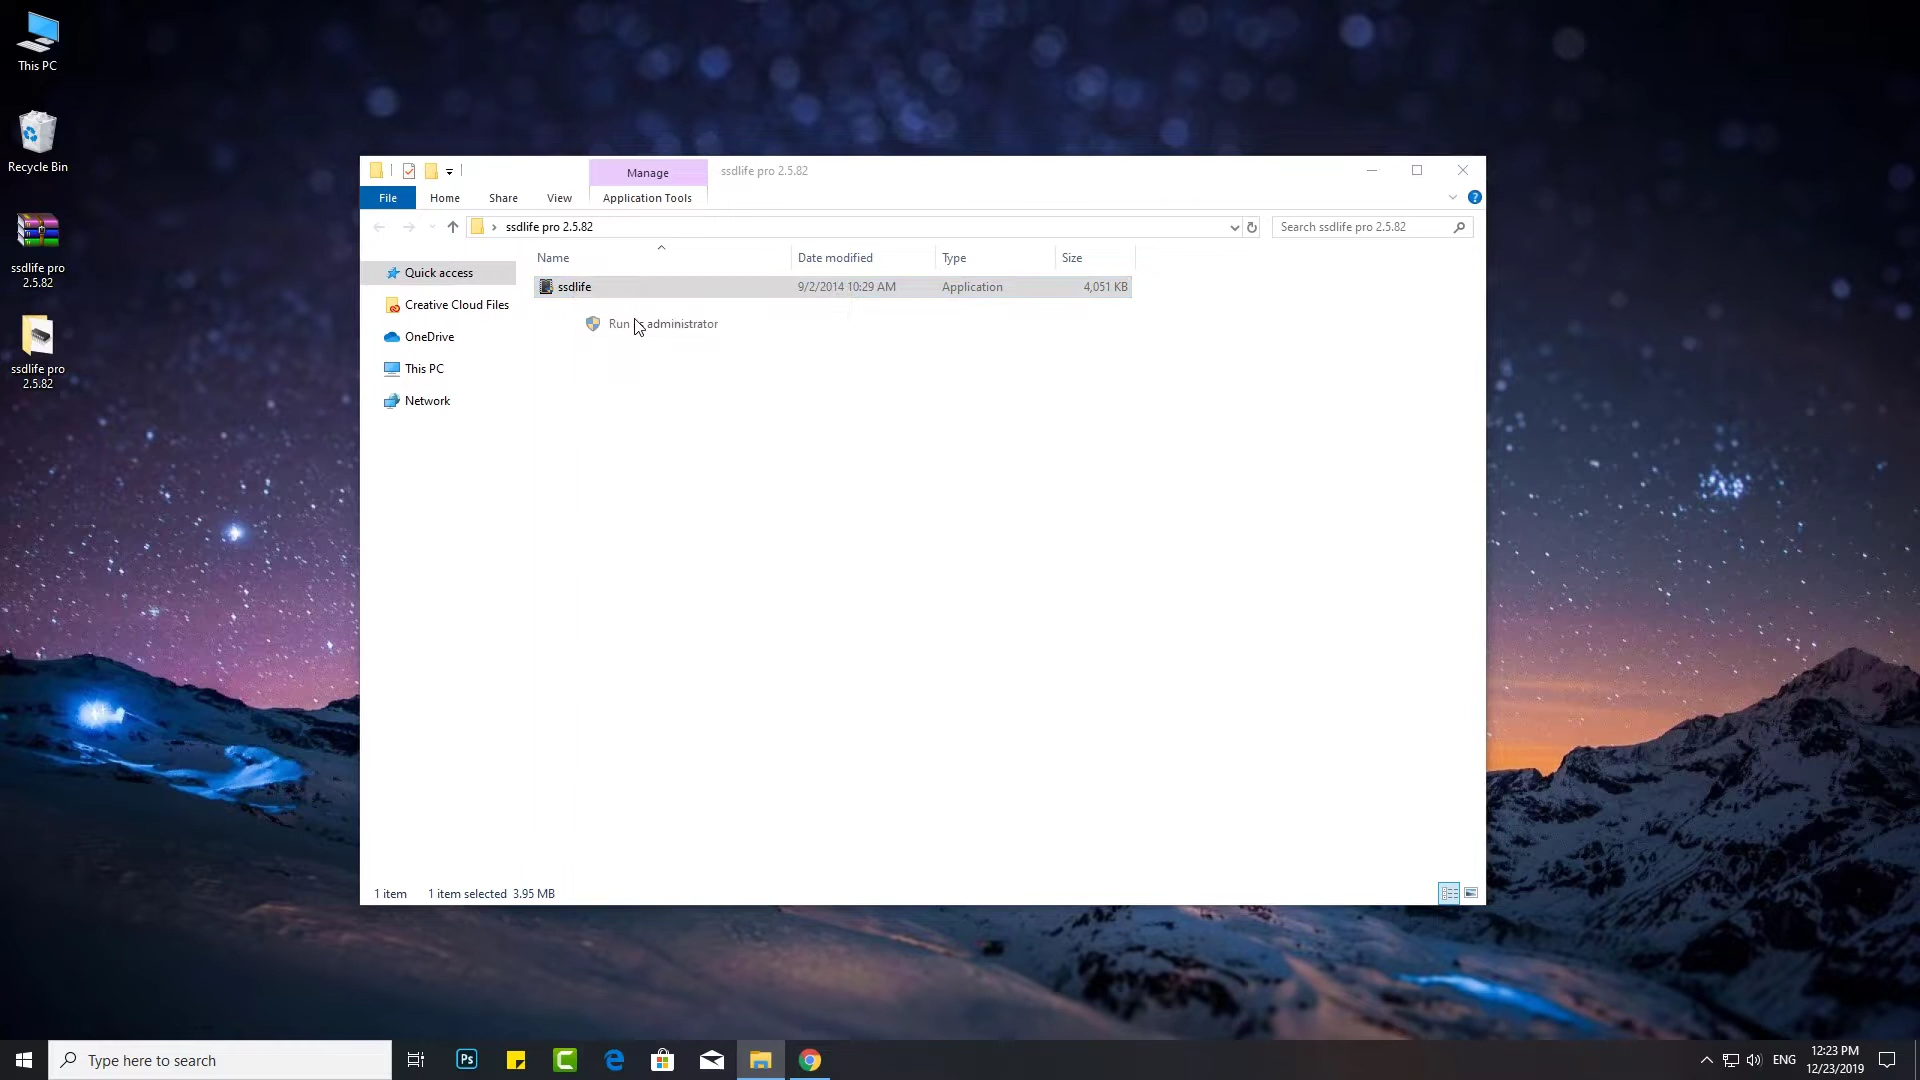 This PC
Recycle Bin
ssdlife pro
2.5.82
ssdlife pro
2.5.82
Manage
ssdlife pro 2.5.82
File
Home
Share
View
Application Tools
ssdlife pro 2.5.82
Search ssdlife pro 2.5.82
Name
Date modified
Type
Size
Quick access
Creative Cloud Files
OneDrive
This PC
Network
ssdlife
9/2/2014 10:29 AM
Application
4,051 KB
Run administrator
1 item
1 item selected 3.95 MB
Type here to search
Ps
ENG
12:23 PM
12/23/2019